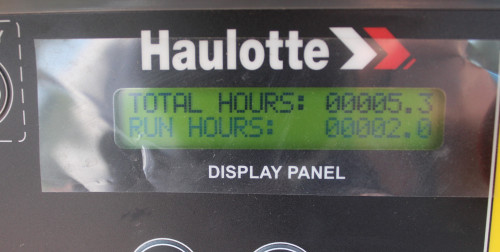 Haulotte
TOTAL HOURS: 00005.3
RUN HOURS: 00002.0
DISPLAY PANEL